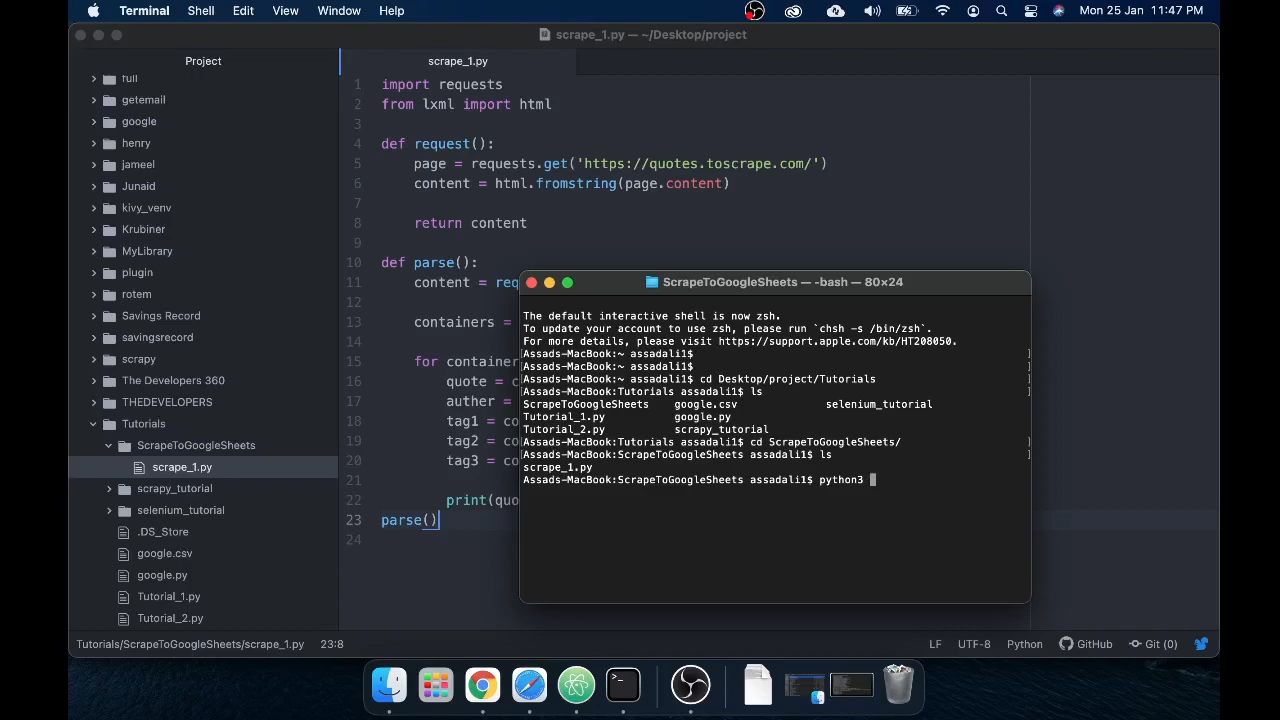 Terminal Shell Edit View Window Help Mon 25 Jan 11:47 PM
scrape_1.py — ~/Desktop/project
Project
full
getemail
google
henry
jameel
Junaid
kivy_venv
Krubiner
MyLibrary
plugin
rotem
Savings Record
savingsrecord
scrapy
The Developers 360
THEDEVELOPERS
Tutorials
ScrapeToGoogleSheets
scrape_1.py
scrapy_tutorial
selenium_tutorial
.DS_Store
google.csv
google.py
Tutorial_1.py
Tutorial_2.py
scrape_1.py
1 import requests
2 from lxml import html
3
4 def request():
5 page = requests.get('https://quotes.toscrape.com/')
6 content = html.fromstring(page.content)
7
8 return content
9
10 def parse():
11 content = req
12
13 containers =
14
15 for container
16 quote = c
17 auther = c
18 tag1 = co
19 tag2 = co
20 tag3 = co
21
22 print(quo
23 parse()
24
ScrapeToGoogleSheets — -bash — 80×24
The default interactive shell is now zsh.
To update your account to use zsh, please run `chsh -s /bin/zsh`.
For more details, please visit https://support.apple.com/kb/HT208050.
[Assads-MacBook:~ assadali1$ ]
[Assads-MacBook:~ assadali1$ ]
[Assads-MacBook:~ assadali1$ cd Desktop/project/Tutorials ]
[Assads-MacBook:Tutorials assadali1$ ls ]
ScrapeToGoogleSheets google.csv selenium_tutorial
Tutorial_1.py google.py
Tutorial_2.py scrapy_tutorial
[Assads-MacBook:Tutorials assadali1$ cd ScrapeToGoogleSheets/ ]
[Assads-MacBook:ScrapeToGoogleSheets assadali1$ ls ]
scrape_1.py
Assads-MacBook:ScrapeToGoogleSheets assadali1$ python3
Tutorials/ScrapeToGoogleSheets/scrape_1.py 23:8 LF UTF-8 Python GitHub Git (0)